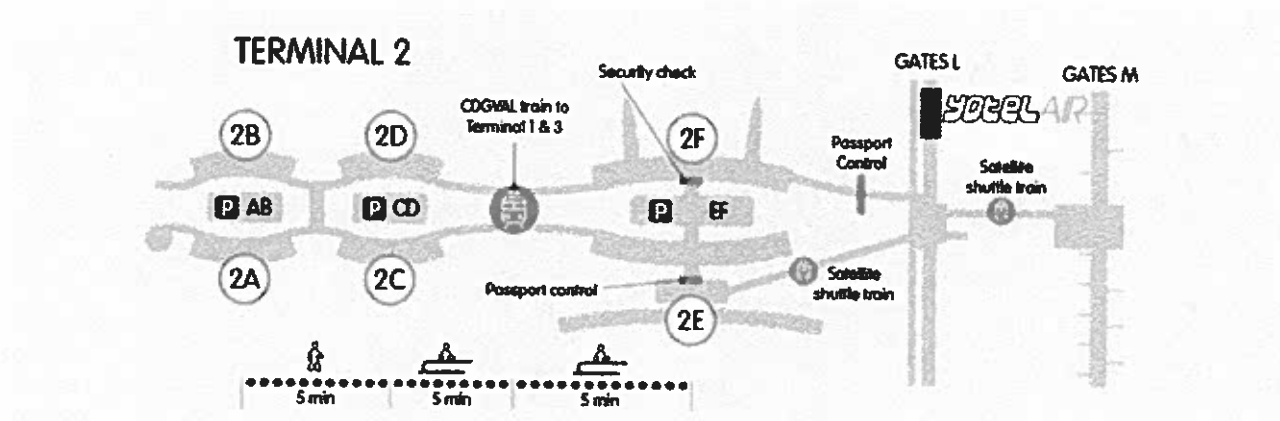 TERMINAL 2
Security check
GATES L
GATES M
CDGVAL train to
Terminal 1 & 3
yotelAIR
2B
2D
2F
Passport
Control
Satellite
shuttle train
P AB
P CD
P EF
2A
2C
Passport control
Satellite
shuttle train
2E
5 min
5 min
5 min